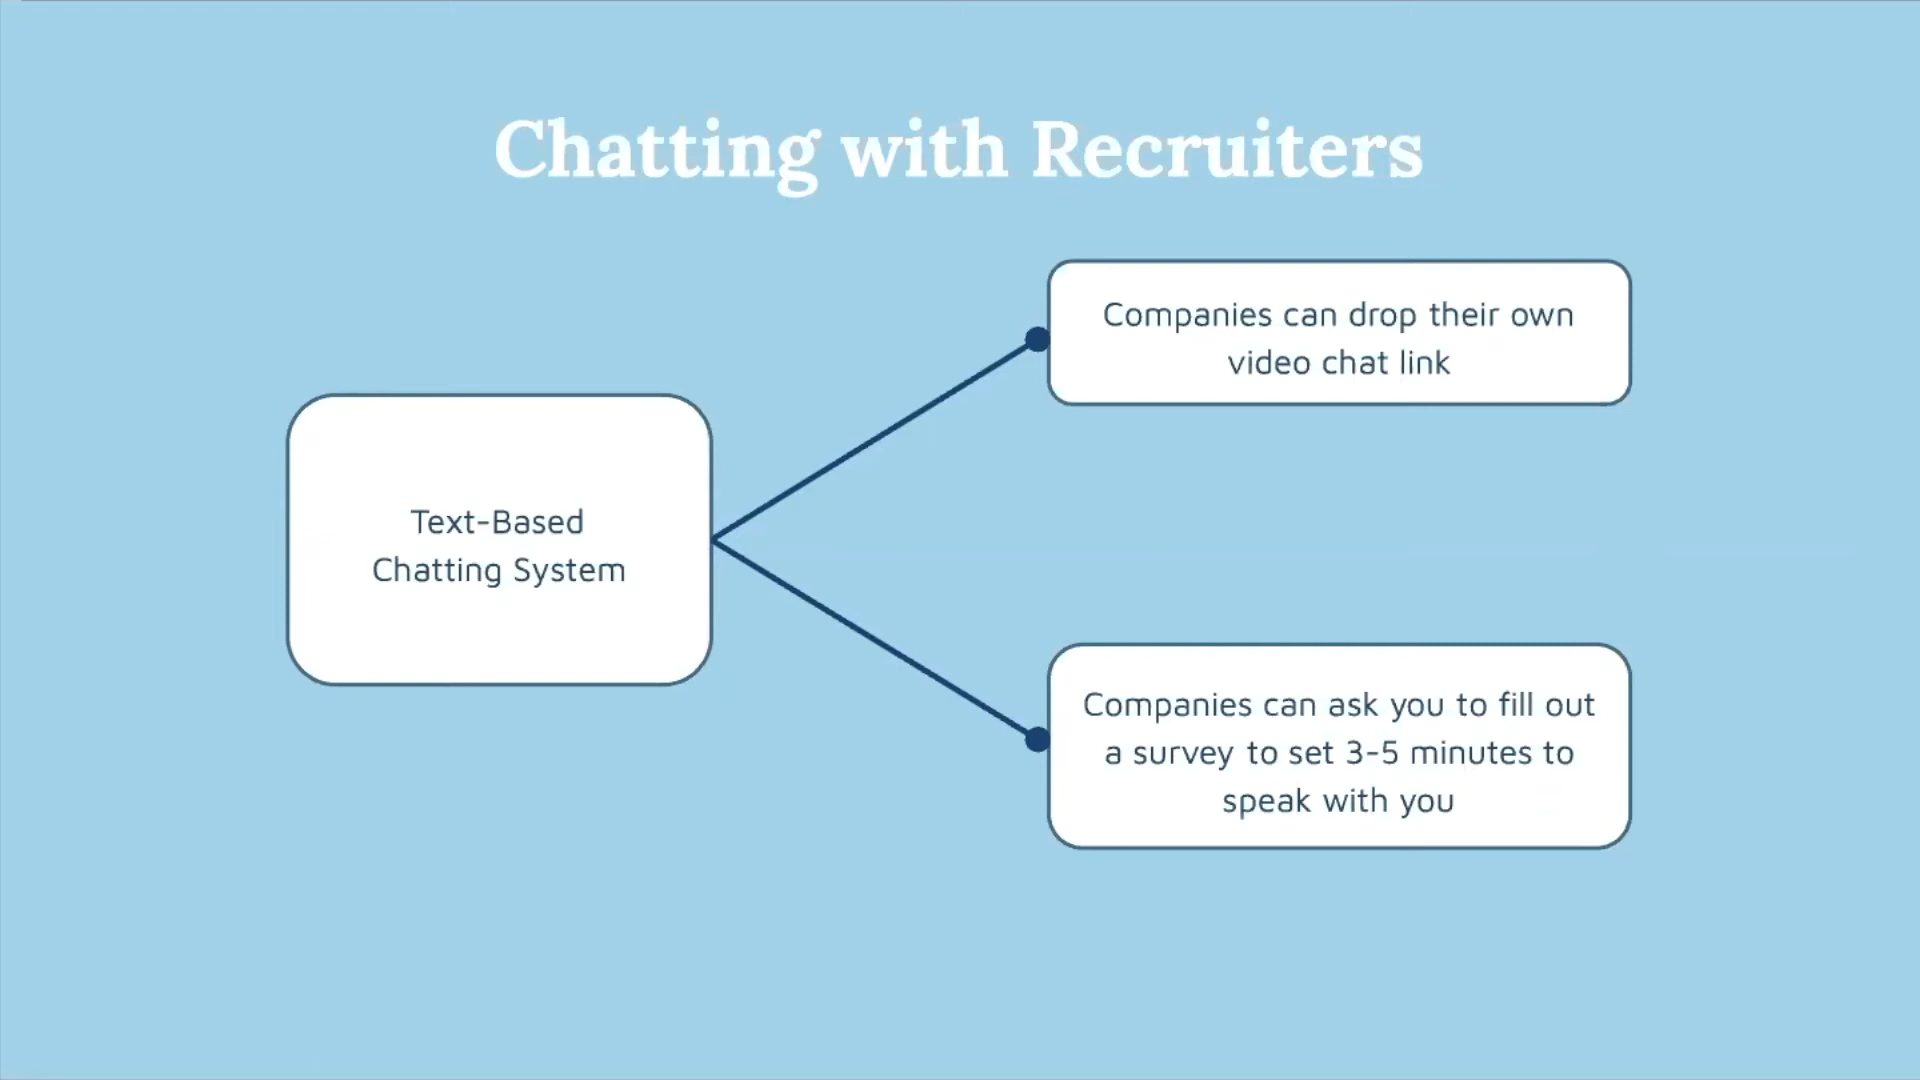 Chatting with Recruiters
Text-Based
Chatting System
Companies can drop their own
video chat link
Companies can ask you to fill out
a survey to set 3-5 minutes to
speak with you